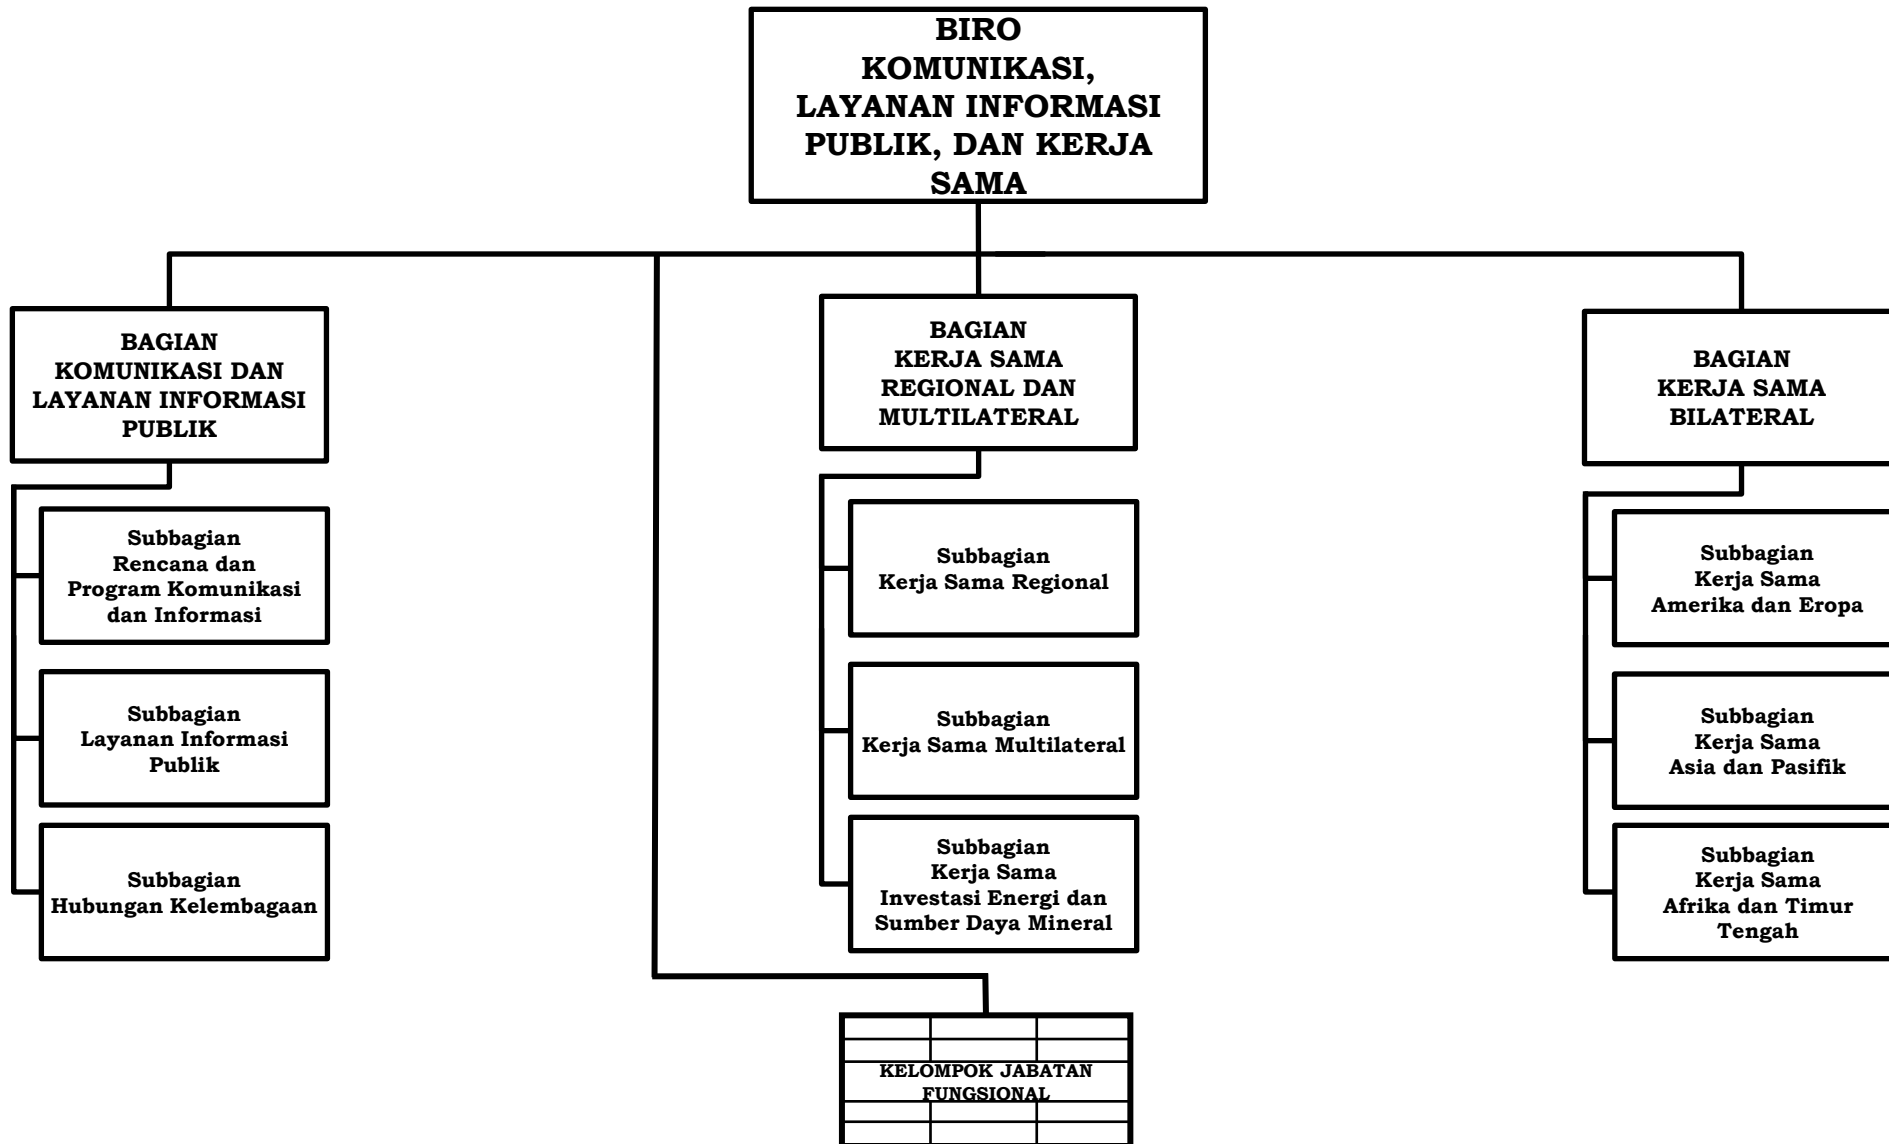 BIRO
KOMUNIKASI,
LAYANAN INFORMASI
PUBLIK, DAN KERJA
SAMA
BAGIAN
KOMUNIKASI DAN
LAYANAN INFORMASI
PUBLIK
Subbagian
Rencana dan
Program Komunikasi
dan Informasi
Subbagian
Layanan Informasi
Publik
Subbagian
Hubungan Kelembagaan
BAGIAN
KERJA SAMA
REGIONAL DAN
MULTILATERAL
Subbagian
Kerja Sama Regional
Subbagian
Kerja Sama Multilateral
Subbagian
Kerja Sama
Investasi Energi dan
Sumber Daya Mineral
BAGIAN
KERJA SAMA
BILATERAL
Subbagian
Kerja Sama
Amerika dan Eropa
Subbagian
Kerja Sama
Asia dan Pasifik
Subbagian
Kerja Sama
Afrika dan Timur
Tengah
KELOMPOK JABATAN
FUNGSIONAL